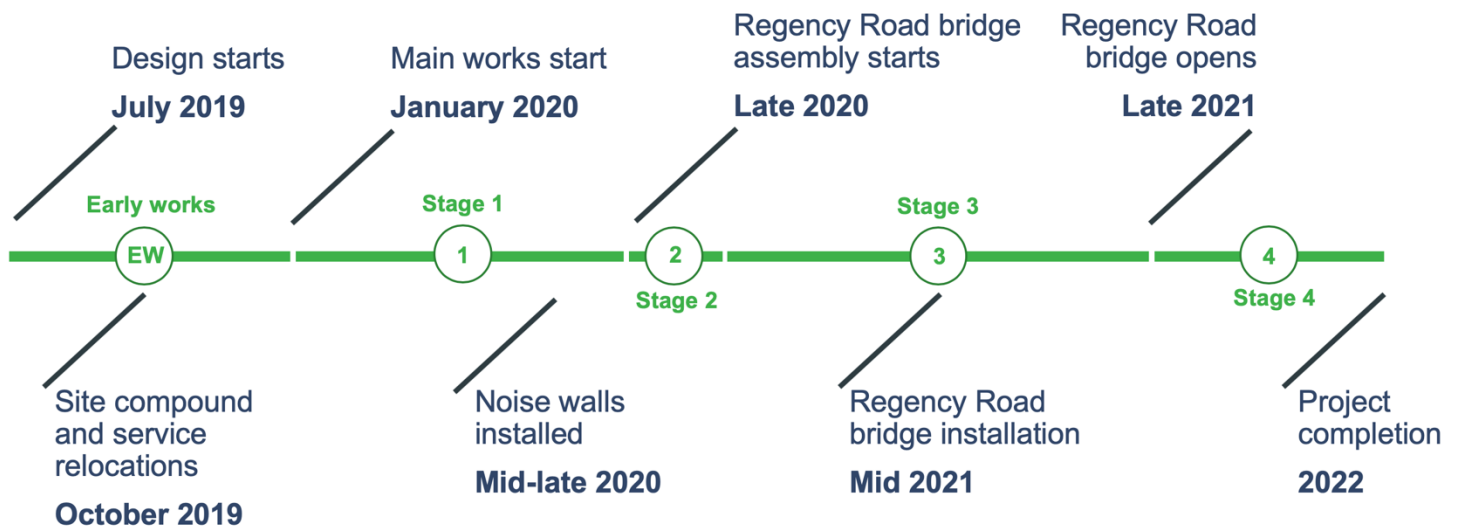 Design starts
July 2019
Main works start
January 2020
Regency Road bridge
assembly starts
Late 2020
Regency Road
bridge opens
Late 2021
Early works
Stage 1
Stage 3
EW
1
2
3
4
Stage 2
Stage 4
Site compound
and service
relocations
October 2019
Noise walls
installed
Mid-late 2020
Regency Road
bridge installation
Mid 2021
Project
completion
2022